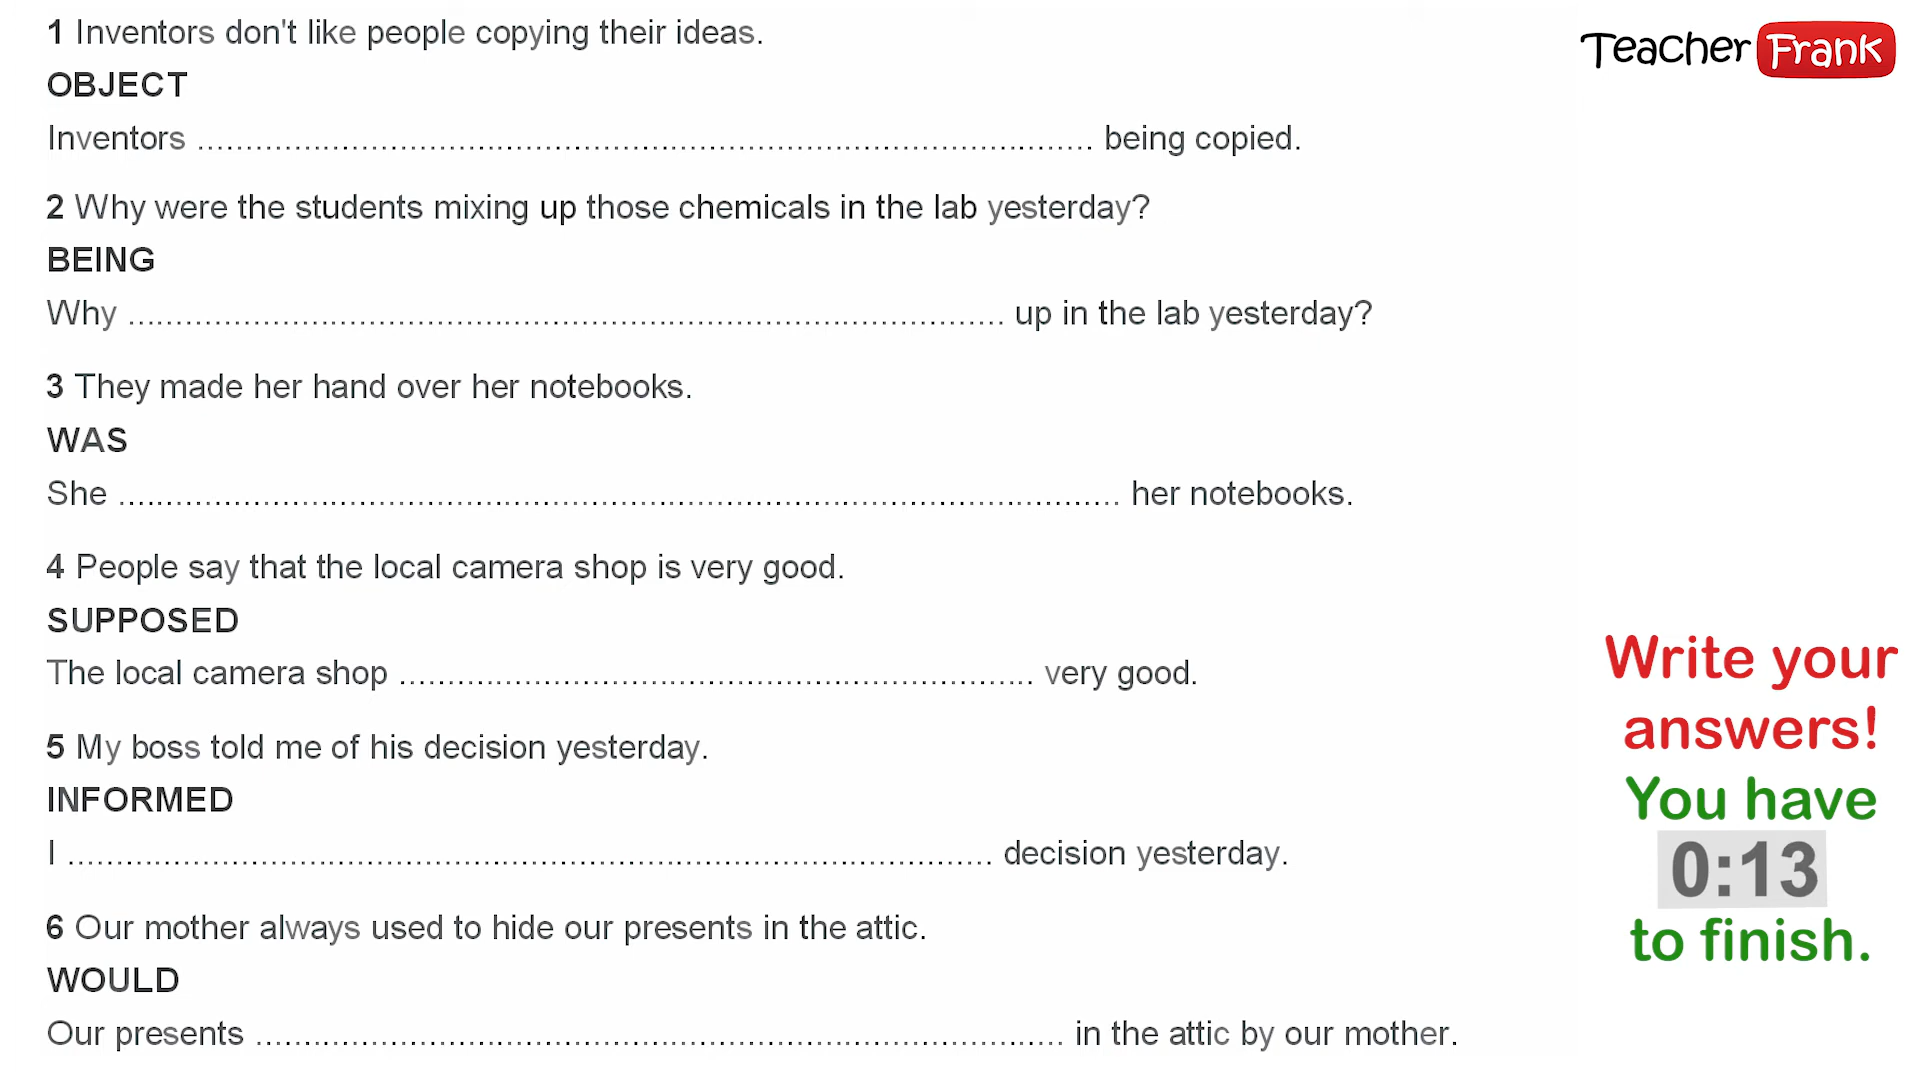 1 Inventors don't like people copying their ideas.
OBJECT
Inventors ............................................................................................. being copied.
2 Why were the students mixing up those chemicals in the lab yesterday?
BEING
Why ........................................................................................... up in the lab yesterday?
3 They made her hand over her notebooks.
WAS
She ........................................................................................................ her notebooks.
4 People say that the local camera shop is very good.
SUPPOSED
The local camera shop .................................................................. very good.
5 My boss told me of his decision yesterday.
INFORMED
I ................................................................................................ decision yesterday.
6 Our mother always used to hide our presents in the attic.
WOULD
Our presents .................................................................................... in the attic by our mother.
Teacher Frank
Write your
answers!
You have
0:13
to finish.